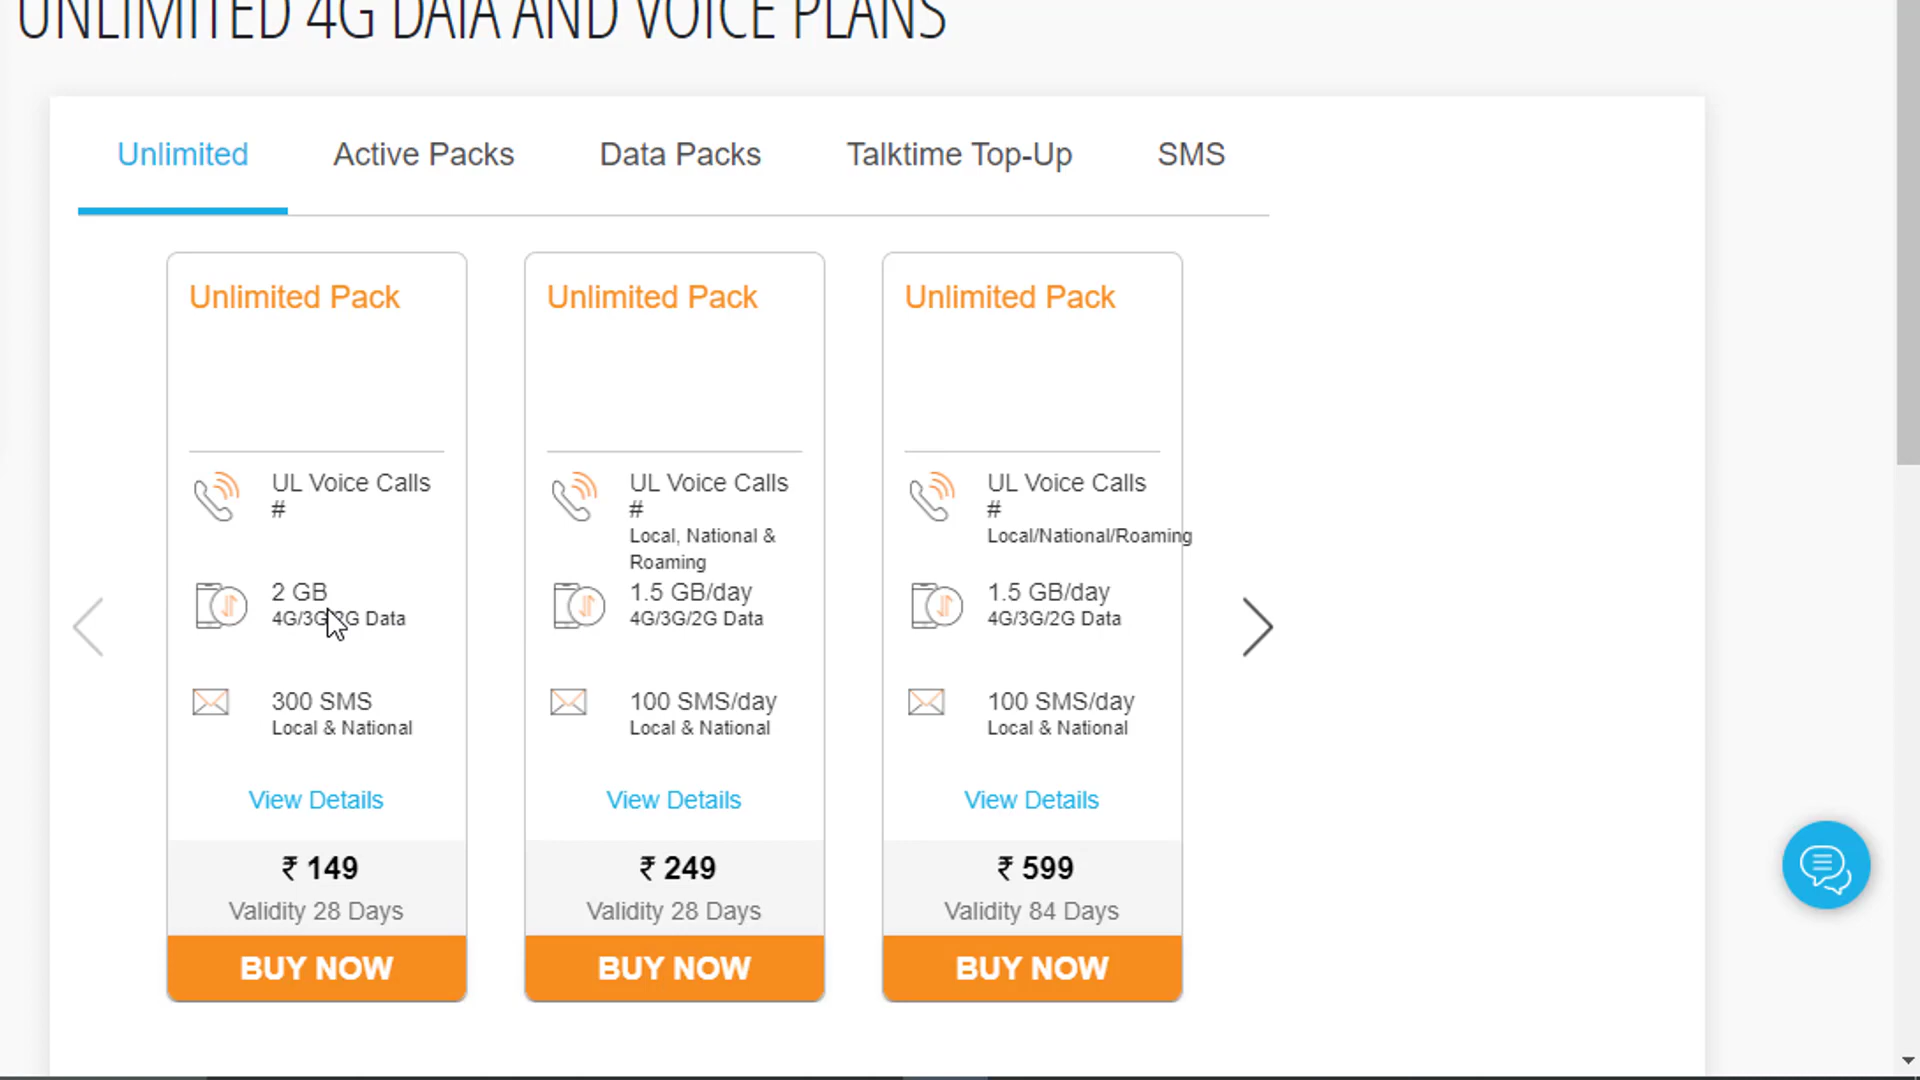 UNLIMITED 4G DATA AND VOICE PLANS
Unlimited Active Packs Data Packs Talktime Top-Up SMS
Unlimited Pack
UL Voice Calls
#
2 GB
4G/3G/2G Data
300 SMS
Local & National
View Details
₹ 149
Validity 28 Days
BUY NOW
Unlimited Pack
UL Voice Calls
#
Local, National &
Roaming
1.5 GB/day
4G/3G/2G Data
100 SMS/day
Local & National
View Details
₹ 249
Validity 28 Days
BUY NOW
Unlimited Pack
UL Voice Calls
#
Local/National/Roaming
1.5 GB/day
4G/3G/2G Data
100 SMS/day
Local & National
View Details
₹ 599
Validity 84 Days
BUY NOW